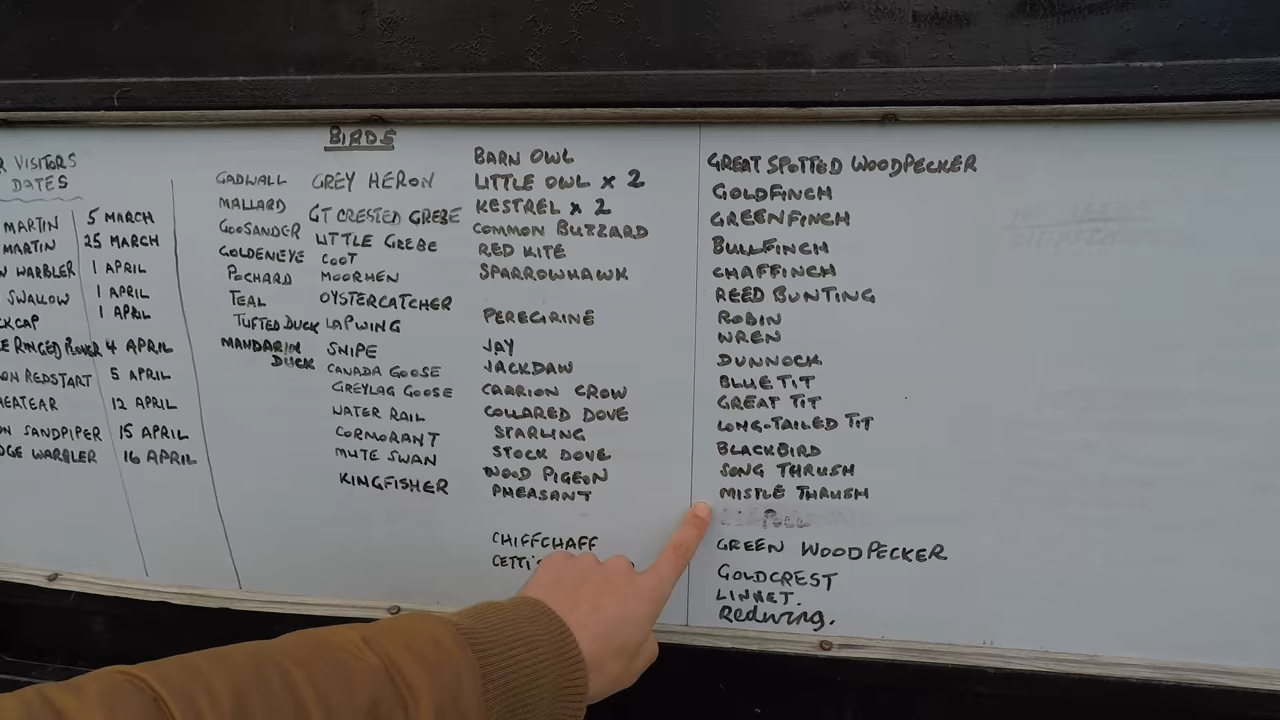 R VISITORS
DATES
MARTIN 5 MARCH
MARTIN 25 MARCH
WARBLER 1 APRIL
SWALLOW 1 APRIL
CKCAP 1 APRIL
E RINGED PLOVER 4 APRIL
ON REDSTART 5 APRIL
HEATEAR 12 APRIL
ON SANDPIPER 15 APRIL
DGE WARBLER 16 APRIL
BIRDS
GADWALL
MALLARD
GOOSANDER
GOLDENEYE
POCHARD
TEAL
TUFTED DUCK
MANDARIN
DUCK
GREY HERON
GT CRESTED GREBE
LITTLE GREBE
COOT
MOORHEN
OYSTERCATCHER
LAPWING
SNIPE
CANADA GOOSE
GREYLAG GOOSE
WATER RAIL
CORMORANT
MUTE SWAN
KINGFISHER
BARN OWL
LITTLE OWL x 2
KESTREL x 2
COMMON BUZZARD
RED KITE
SPARROWHAWK
PEREGRINE
JAY
JACKDAW
CARRION CROW
COLLARED DOVE
STARLING
STOCK DOVE
WOOD PIGEON
PHEASANT
CHIFFCHAFF
CETTI'S
GREAT SPOTTED WOODPECKER
GOLDFINCH
GREENFINCH
BULLFINCH
CHAFFINCH
REED BUNTING
ROBIN
WREN
DUNNOCK
BLUE TIT
GREAT TIT
LONG-TAILED TIT
BLACKBIRD
SONG THRUSH
MISTLE THRUSH
GREEN WOODPECKER
GOLDCREST
LINNET.
Redwing.